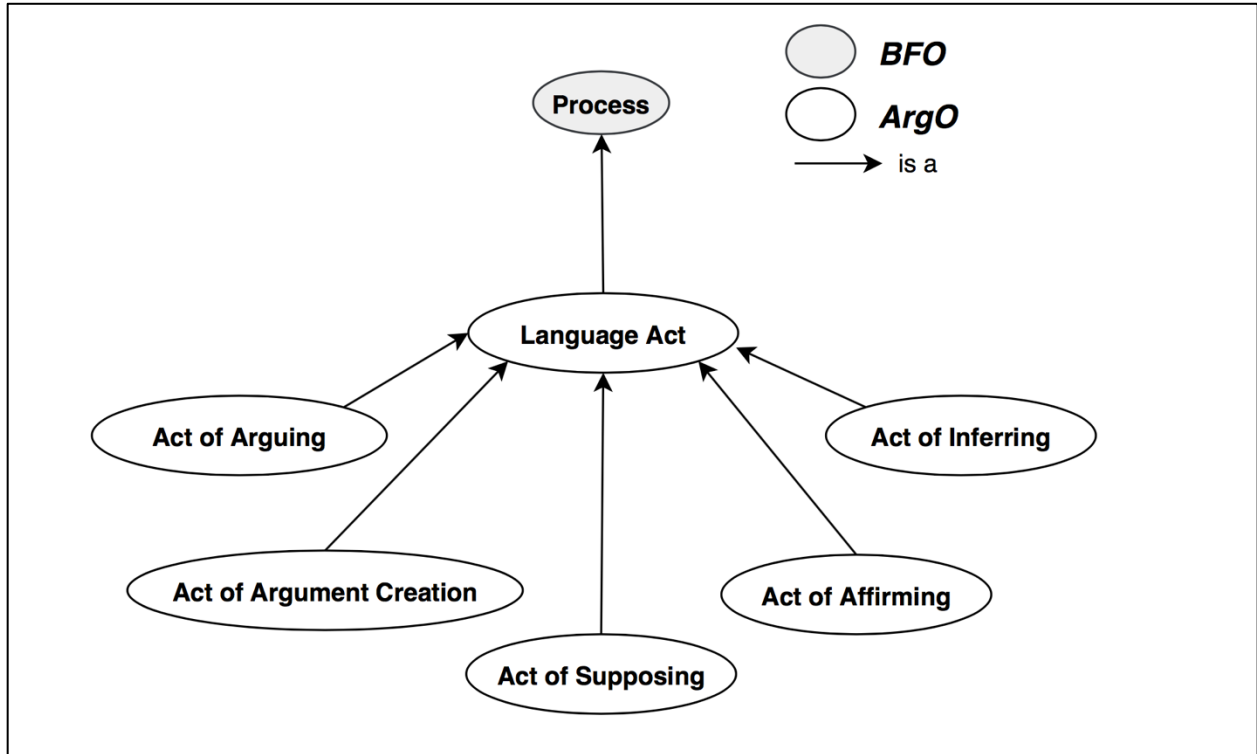 BFO
Process
ArgO
is a
Language Act
Act of Arguing
Act of Inferring
Act of Argument Creation
Act of Affirming
Act of Supposing